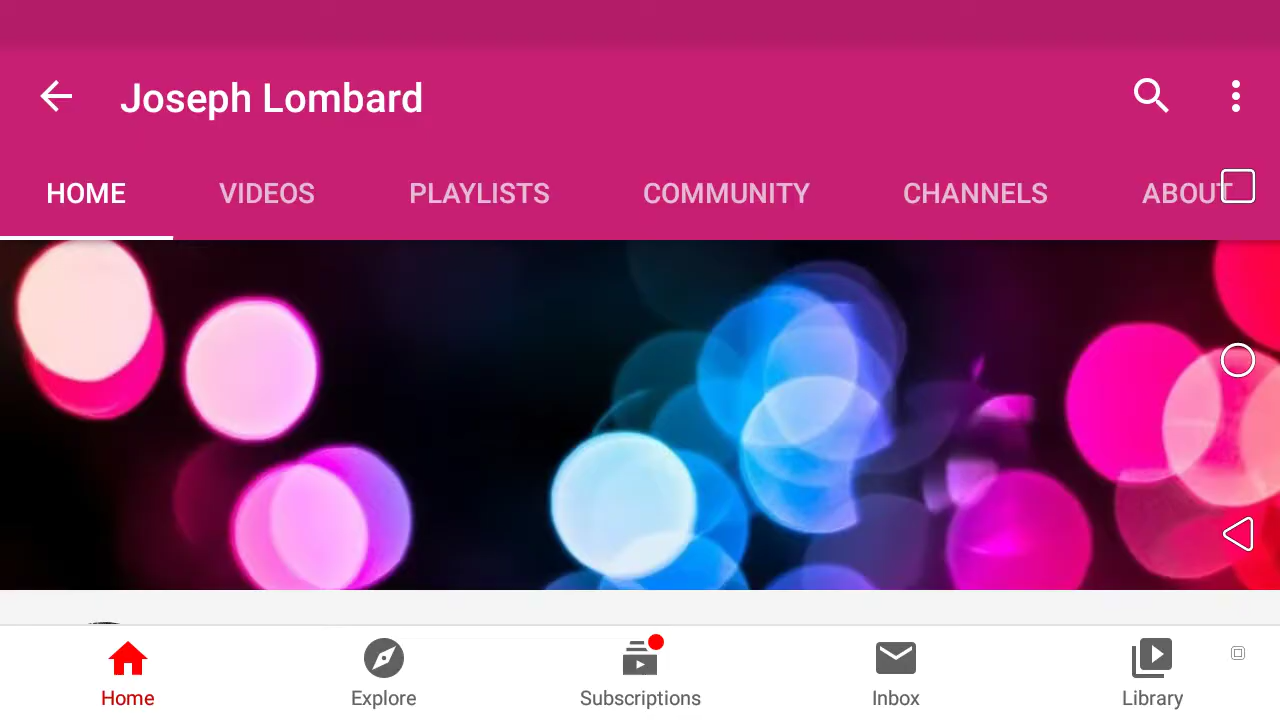 Joseph Lombard
HOME VIDEOS PLAYLISTS COMMUNITY CHANNELS ABOUT
Home Explore Subscriptions Inbox Library